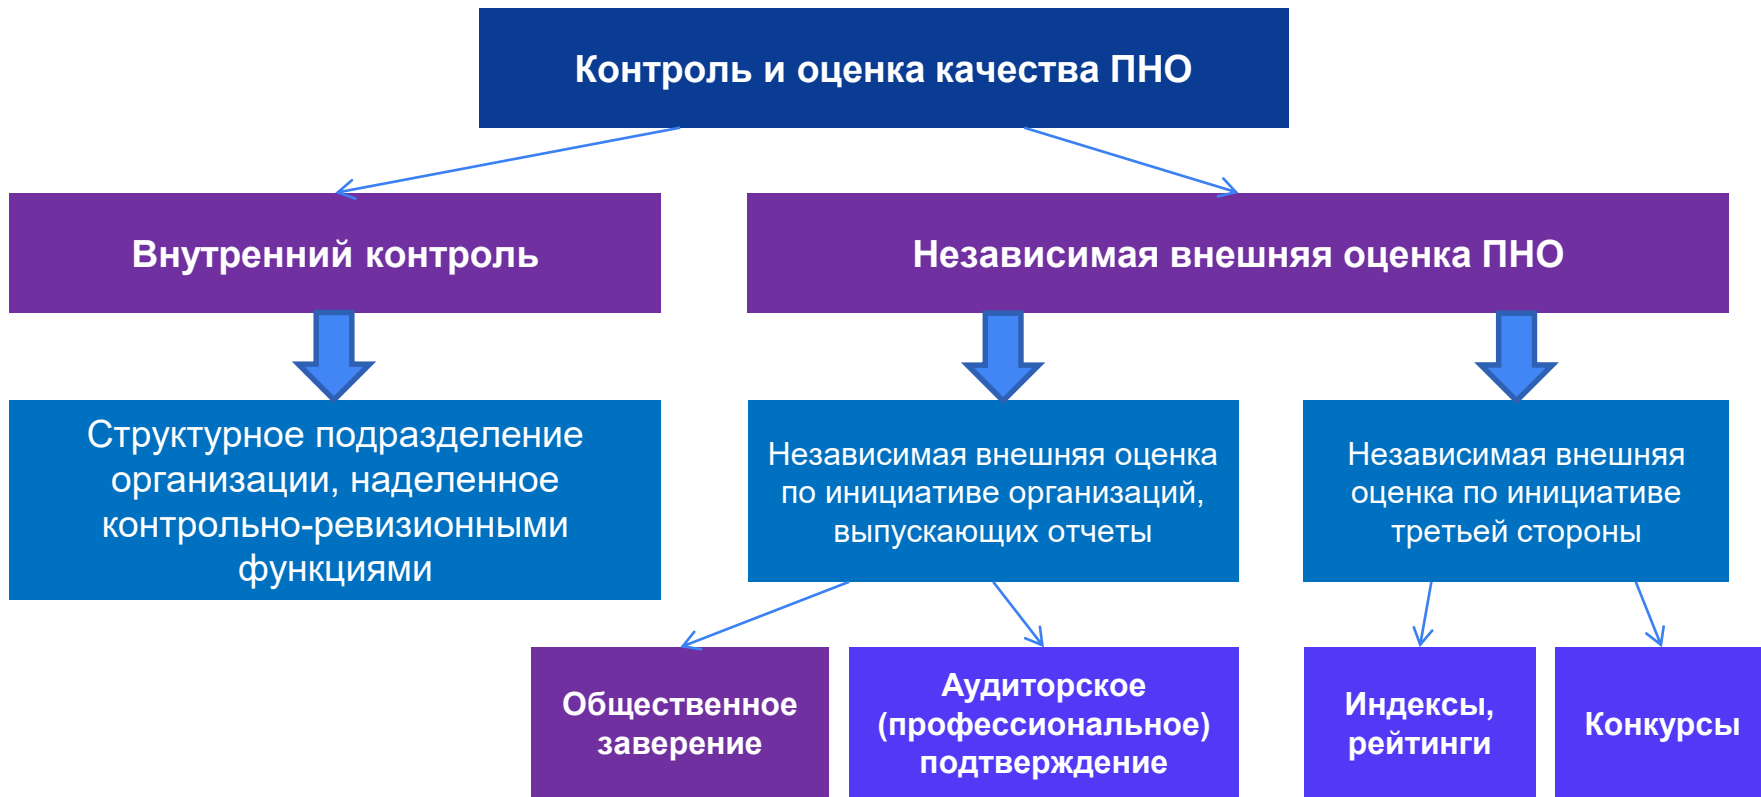 Контроль и оценка качества ПНО
Внутренний контроль
Независимая внешняя оценка ПНО
Структурное подразделение
организации, наделенное
контрольно-ревизионными
функциями
Независимая внешняя оценка
по инициативе организаций,
выпускающих отчеты
Независимая внешняя
оценка по инициативе
третьей стороны
Общественное
заверение
Аудиторское
(профессиональное)
подтверждение
Индексы,
рейтинги
Конкурсы